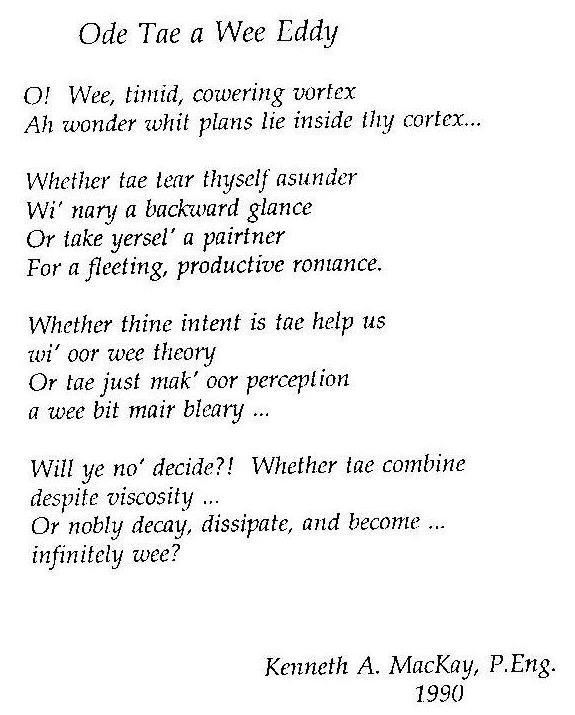 Ode Tae a Wee Eddy
O! Wee, timid, cowering vortex
Ah wonder whit plans lie inside thy cortex...
Whether tae tear thyself asunder
Wi' nary a backward glance
Or take yersel' a pairtner
For a fleeting, productive romance.
Whether thine intent is tae help us
wi' oor wee theory
Or tae just mak' oor perception
a wee bit mair bleary ...
Will ye no' decide?! Whether tae combine
despite viscosity ...
Or nobly decay, dissipate, and become ...
infinitely wee?
Kenneth A. MacKay, P.Eng.
1990